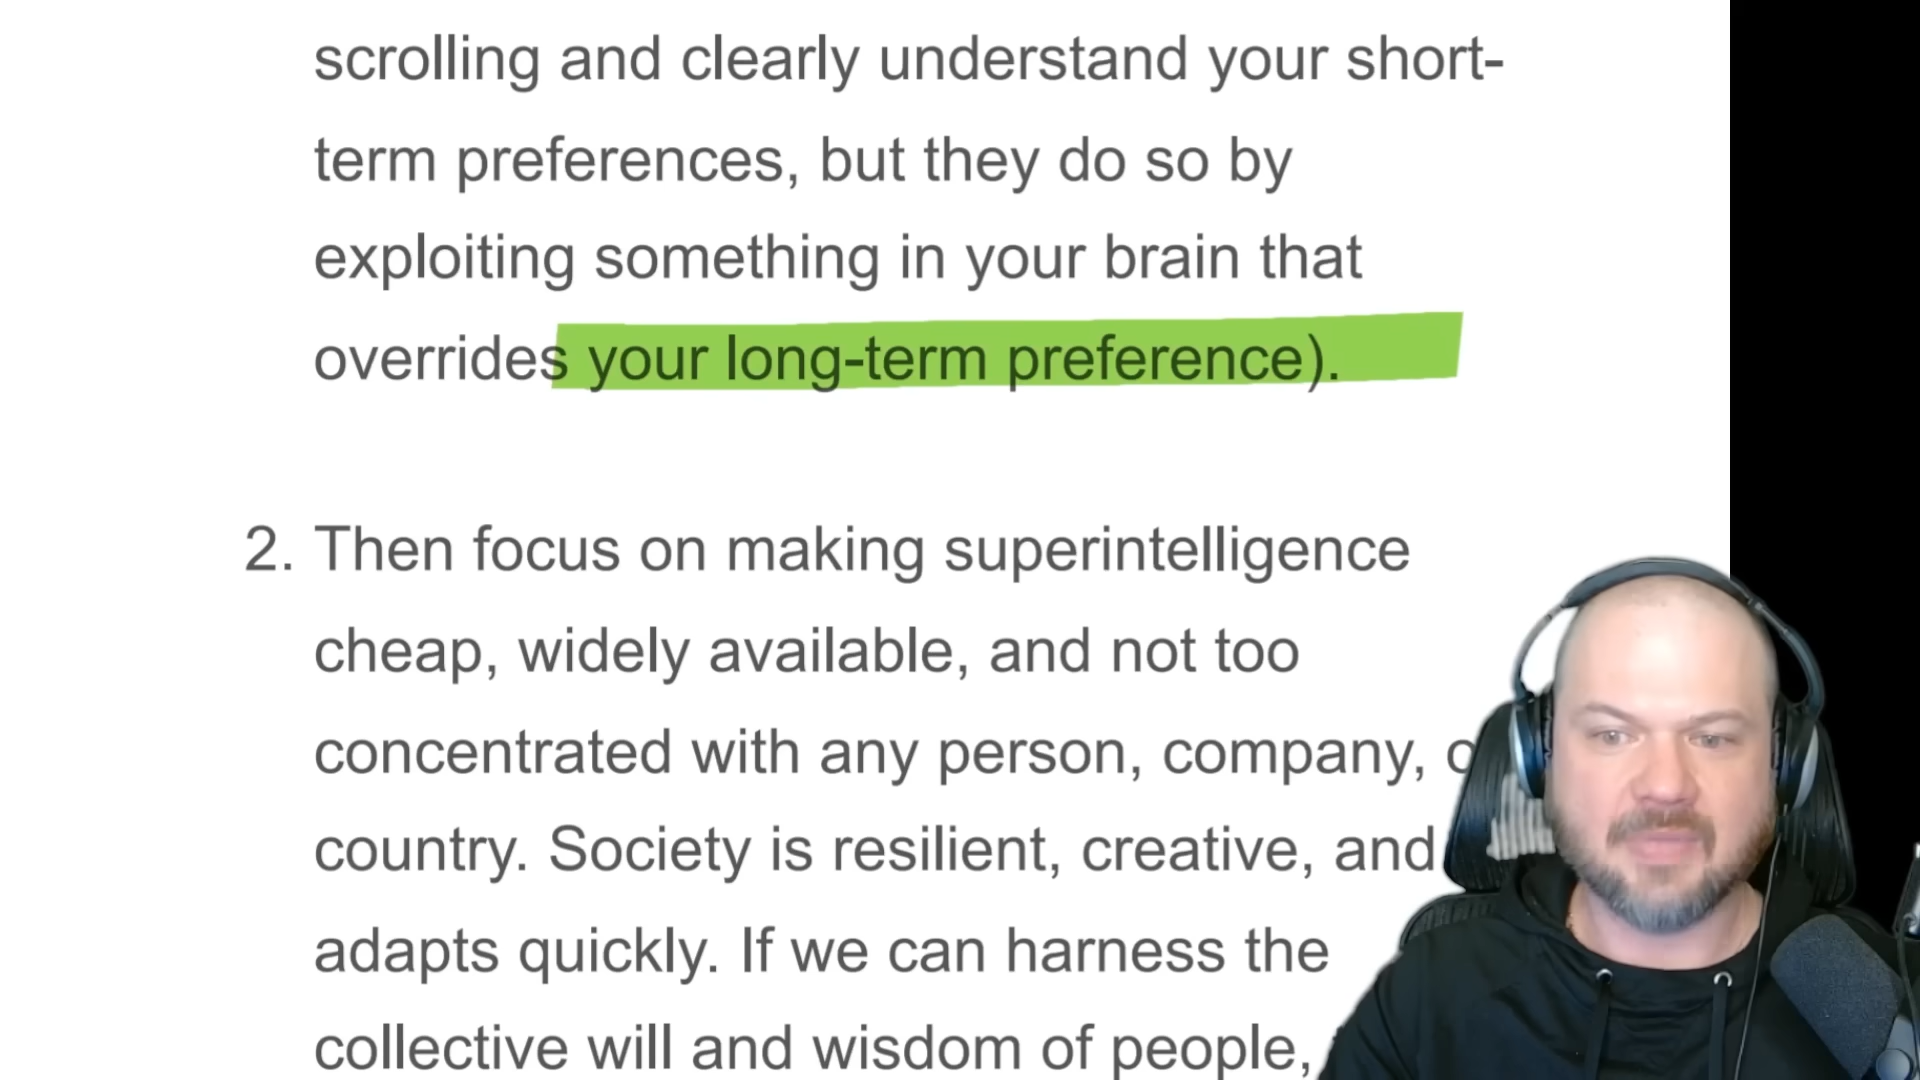 scrolling and clearly understand your short-
term preferences, but they do so by
exploiting something in your brain that
overrides your long-term preference).
2. Then focus on making superintelligence
cheap, widely available, and not too
concentrated with any person, company,
country. Society is resilient, creative, and
adapts quickly. If we can harness the
collective will and wisdom of people,